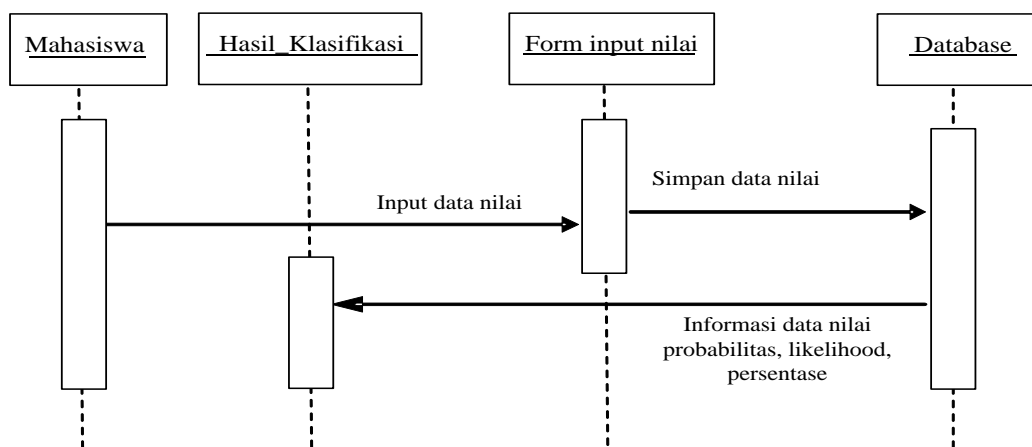 Mahasiswa
Hasil_Klasifikasi
Form input nilai
Database
Simpan data nilai
Input data nilai
Informasi data nilai
probabilitas, likelihood,
persentase